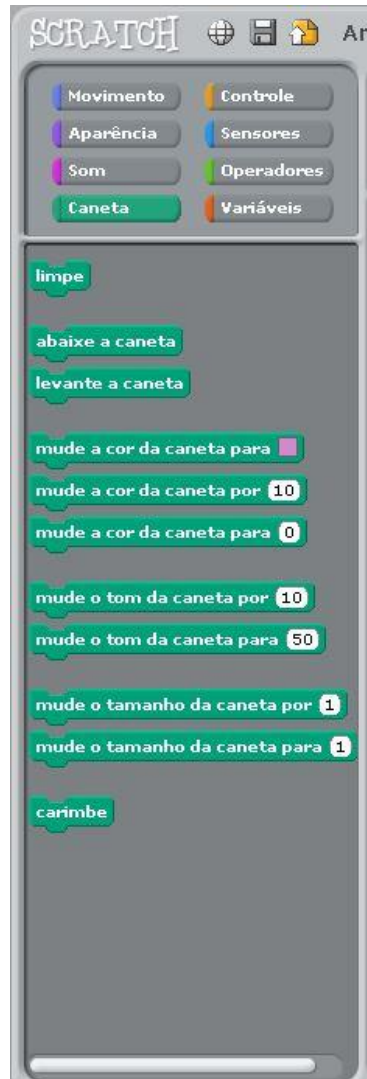 SCRATCH Ar
Movimento Controle
Aparência Sensores
Som Operadores
Caneta Variáveis
limpe
abaixe a caneta
levante a caneta
mude a cor da caneta para
mude a cor da caneta por 10
mude a cor da caneta para 0
mude o tom da caneta por 10
mude o tom da caneta para 50
mude o tamanho da caneta por 1
mude o tamanho da caneta para 1
carimbe